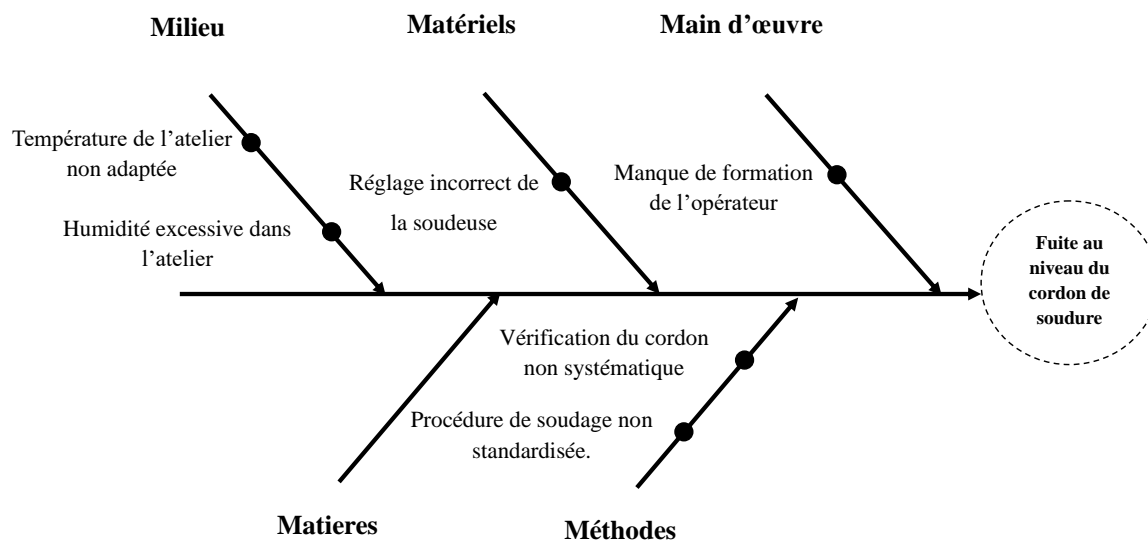 Milieu
Matériels
Main d’œuvre
Température de l’atelier
non adaptée
Réglage incorrect de
la soudeuse
Manque de formation
de l’opérateur
Humidité excessive dans
l’atelier
Fuite au
niveau du
cordon de
soudure
Vérification du cordon
non systématique
Procédure de soudage non
standardisée.
Matieres
Méthodes